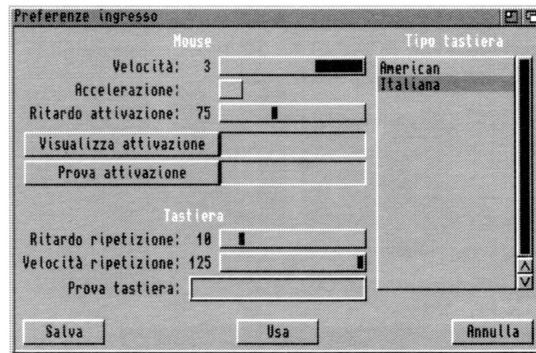 Preferenze ingresso
Mouse
Velocità: 3
Accelerazione:
Ritardo attivazione: 75
Visualizza attivazione
Prova attivazione
Tastiera
Ritardo ripetizione: 10
Velocità ripetizione: 125
Prova tastiera:
Tipo tastiera
American
Italiana
Salva
Usa
Annulla